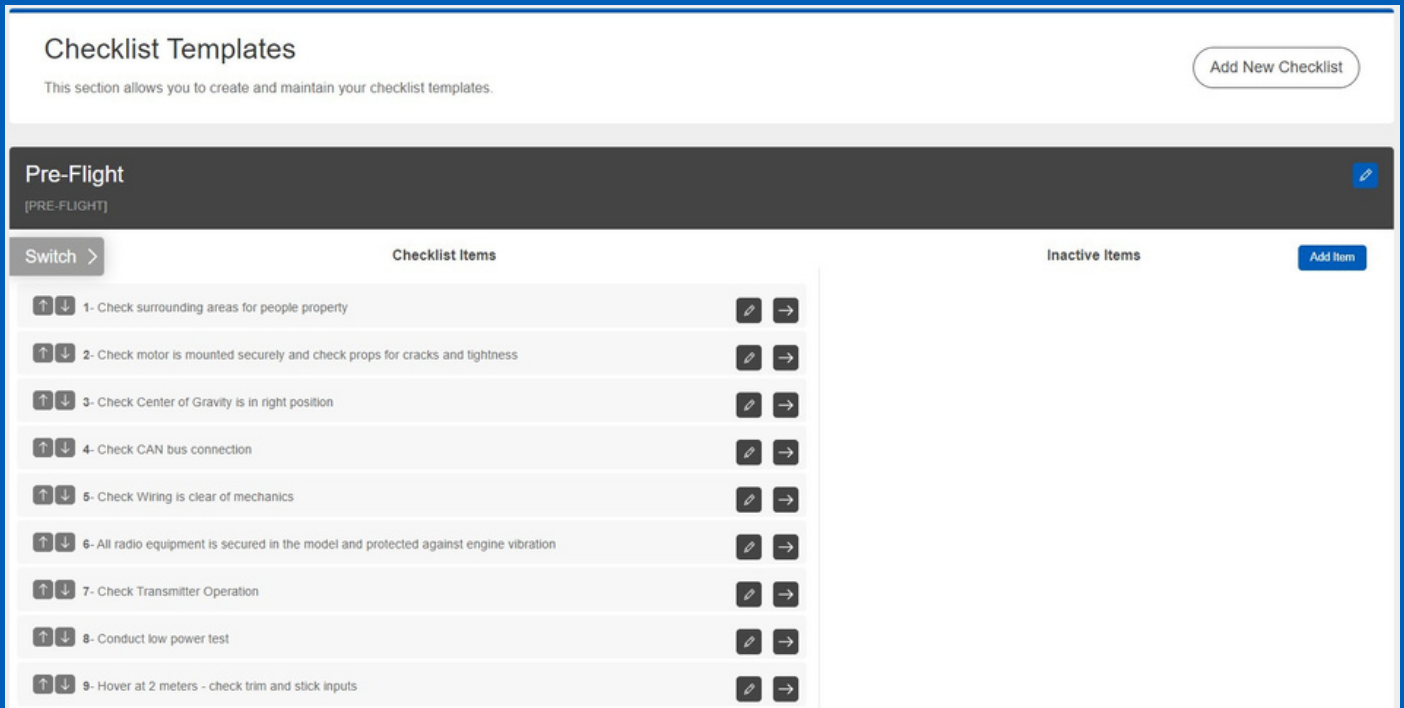 Checklist Templates
Add New Checklist
This section allows you to create and maintain your checklist templates.
Pre-Flight
[PRE-FLIGHT]
Switch
Checklist Items
Inactive Items
Add Item
1- Check surrounding areas for people property
2- Check motor is mounted securely and check props for cracks and tightness
3- Check Center of Gravity is in right position
4- Check CAN bus connection
5- Check Wiring is clear of mechanics
6- All radio equipment is secured in the model and protected against engine vibration
7- Check Transmitter Operation
8- Conduct low power test
9- Hover at 2 meters - check trim and stick inputs